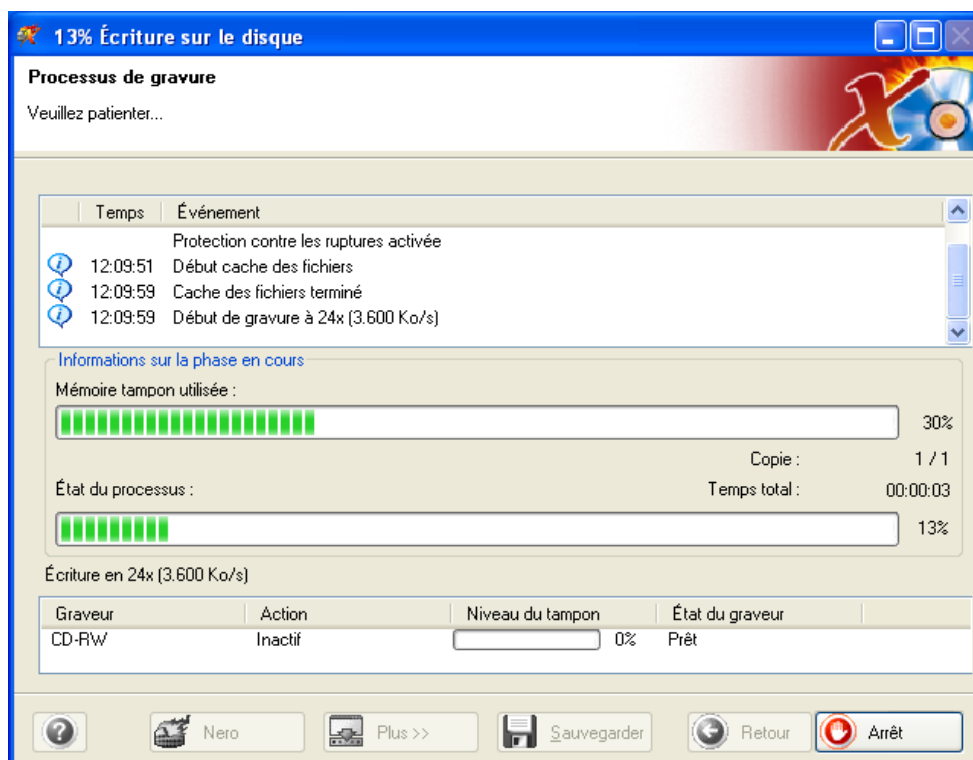 13% Écriture sur le disque
Processus de gravure
Veuillez patienter...
Temps Événement
Protection contre les ruptures activée
12:09:51 Début cache des fichiers
12:09:59 Cache des fichiers terminé
12:09:59 Début de gravure à 24x (3.600 Ko/s)
Informations sur la phase en cours
Mémoire tampon utilisée :
30%
Copie : 1 / 1
État du processus : Temps total : 00:00:03
13%
Écriture en 24x (3.600 Ko/s)
Graveur Action Niveau du tampon État du graveur
CD-RW Inactif 0% Prêt
Nero Plus >> Sauvegarder Retour Arrêt